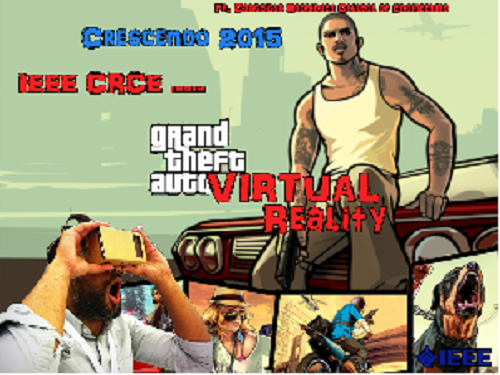 Crescendo 2015
IEEE CRCE
grand
theft
auto
VIRTUAL
Reality
IEEE